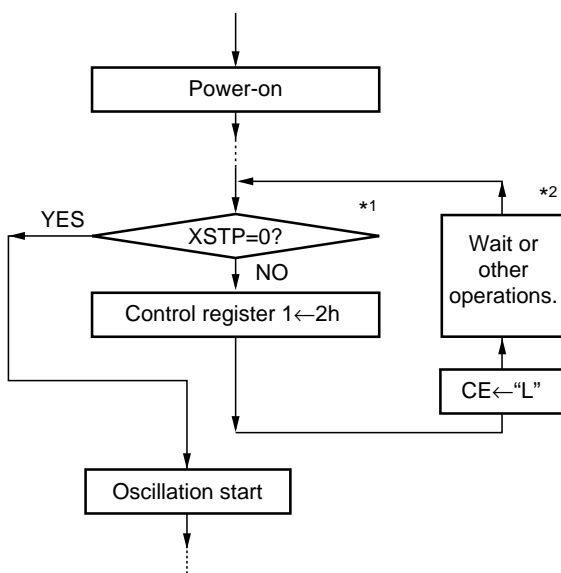 Power-on
*1
*2
YES
XSTP=0?
Wait or
other
operations.
NO
Control register 1←2h
CE←“L”
Oscillation start